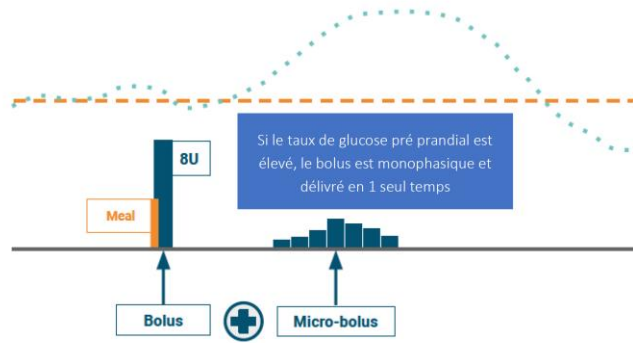 Si le taux de glucose pré prandial est
élevé, le bolus est monophasique et
délivré en 1 seul temps
8U
Meal
Bolus
Micro-bolus